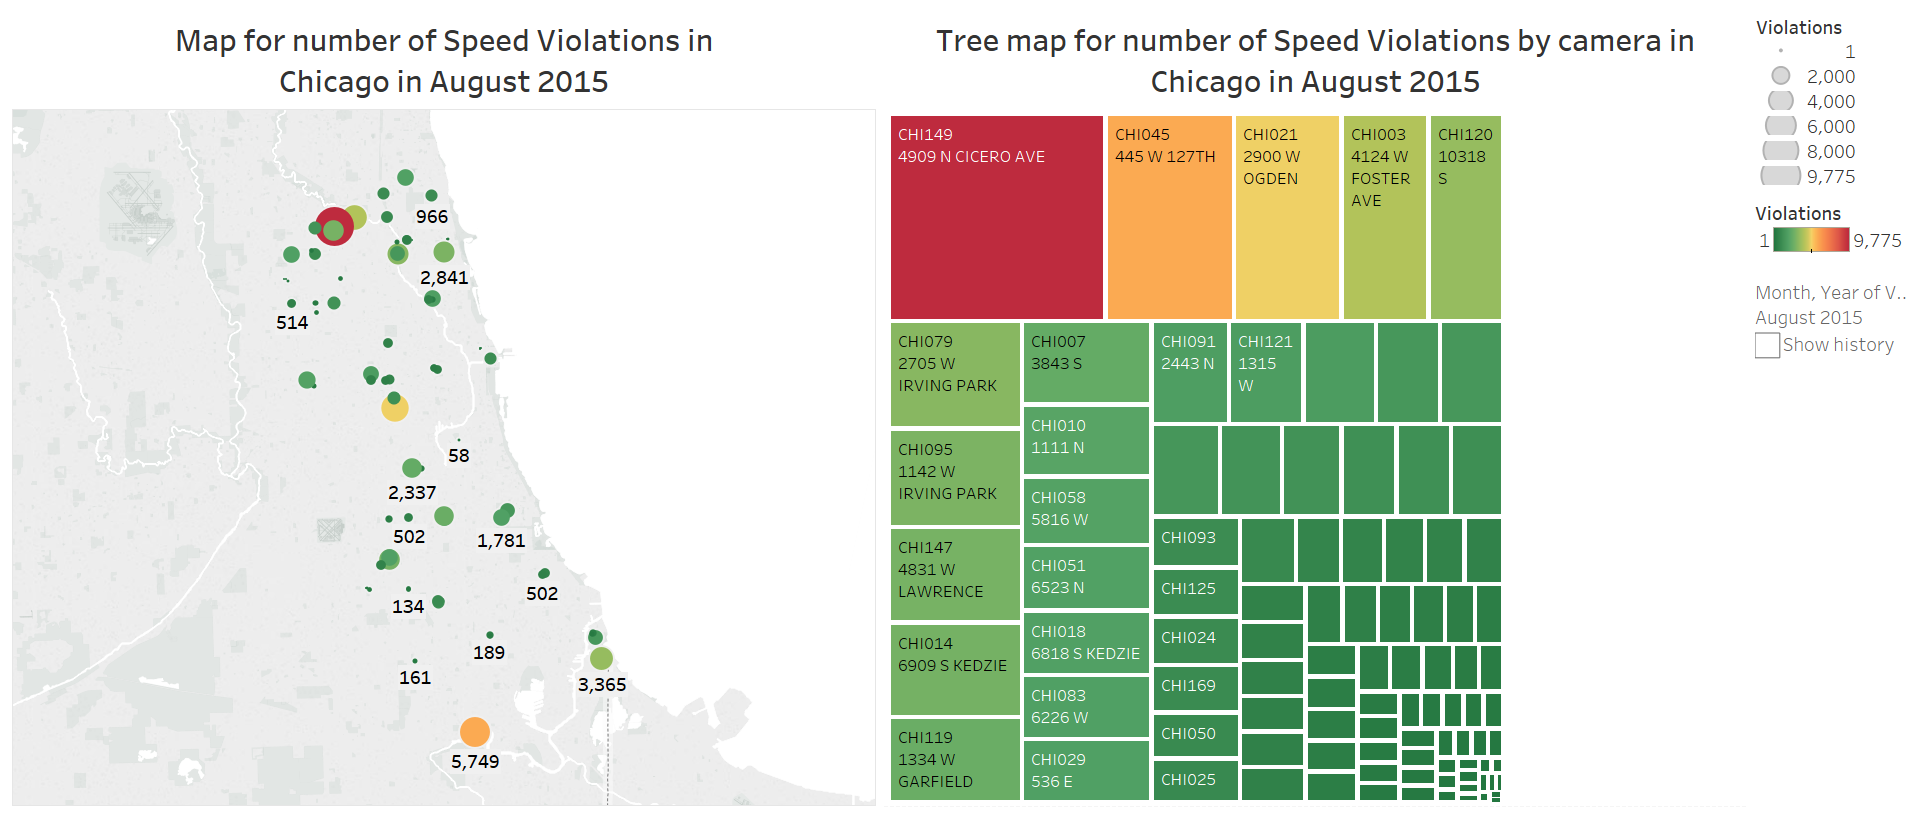 Map for number of Speed Violations in
Chicago in August 2015
966
2,841
514
58
2,337
502
1,781
502
134
189
161
3,365
5,749
Tree map for number of Speed Violations by camera in
Chicago in August 2015
CHI149
4909 N CICERO AVE
CHI045
445 W 127TH
CHI021
2900 W
OGDEN
CHI003
4124 W
FOSTER
AVE
CHI120
10318
S
CHI079
2705 W
IRVING PARK
CHI095
1142 W
IRVING PARK
CHI147
4831 W
LAWRENCE
CHI014
6909 S KEDZIE
CHI119
1334 W
GARFIELD
CHI007
3843 S
CHI010
1111 N
CHI058
5816 W
CHI051
6523 N
CHI018
6818 S KEDZIE
CHI083
6226 W
CHI029
536 E
CHI091
2443 N
CHI121
1315
W
CHI093
CHI125
CHI024
CHI169
CHI050
CHI025
Violations
1
2,000
4,000
6,000
8,000
9,775
Violations
1 9,775
Month, Year of V..
August 2015
Show history